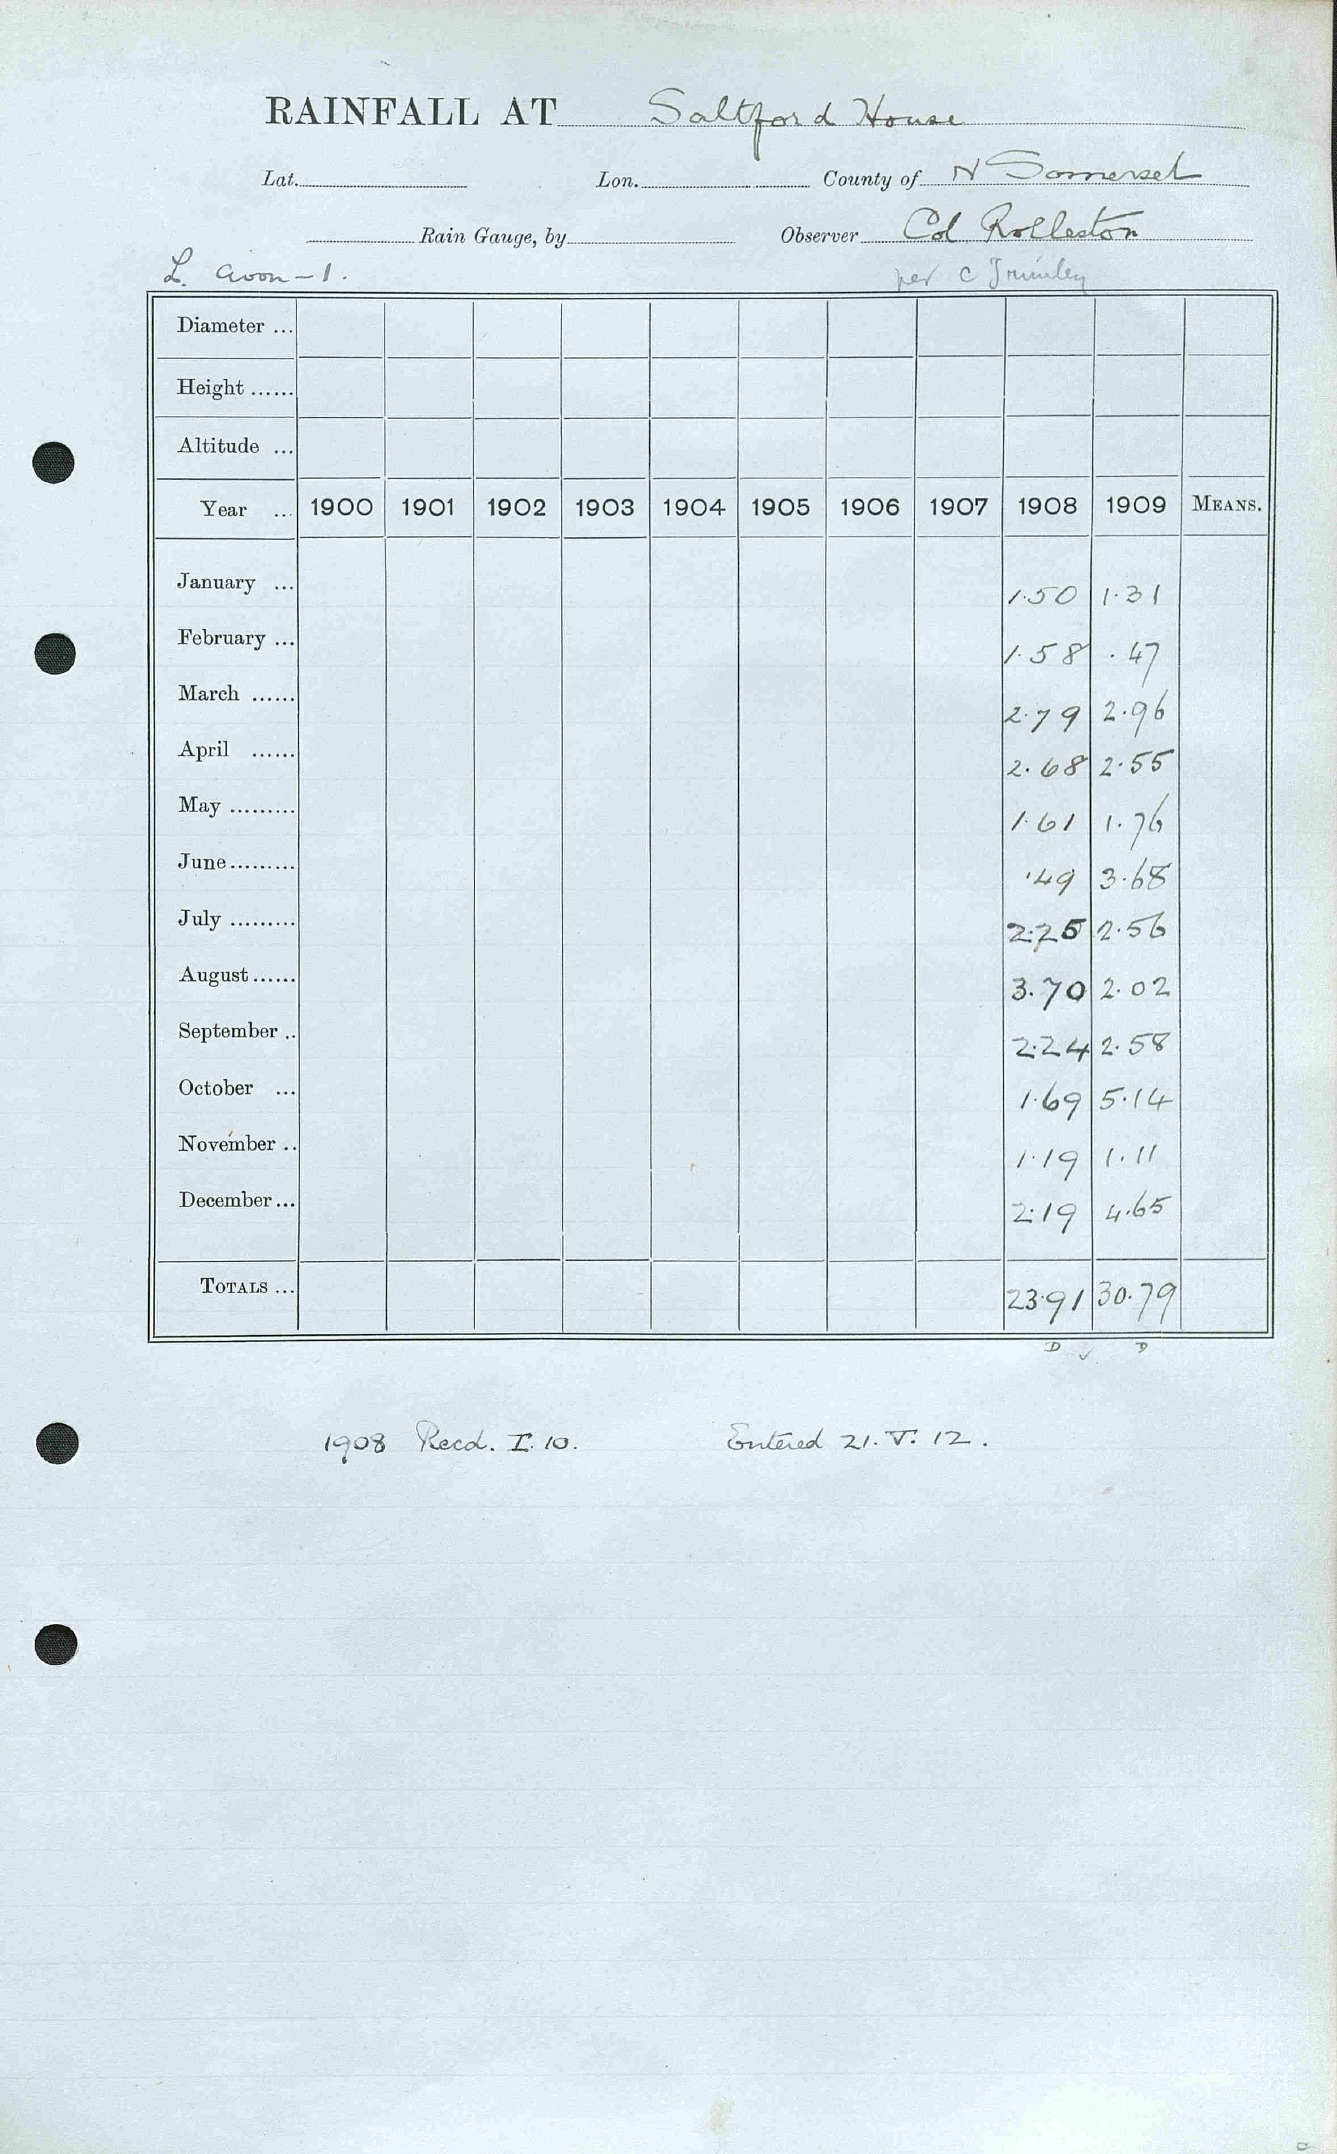 RAINFALL AT Saltford House
Lat. Lon. County of N Somerset
Rain Gauge, by Observer Col Rolleston
L. Avon - 1. per C
Diameter ...
Height ......
Altitude ...
Year ... 1900 1901 1902 1903 1904 1905 1906 1907 1908 1909 MEANS.
January ... 1.50 1.31
February ... 1.58 .47
March ...... 2.79 2.96
April ...... 2.68 2.55
May ......... 1.61 1.76
June......... .49 3.68
July ......... 2.25 2.56
August...... 3.70 2.02
September .. 2.24 2.58
October ... 1.69 5.14
November .. 1.19 1.11
December... 2.19 4.65
TOTALS ... 23.91 30.79
D ✓ D
1908 Recd. I. 10. Entered 21. V. 12.